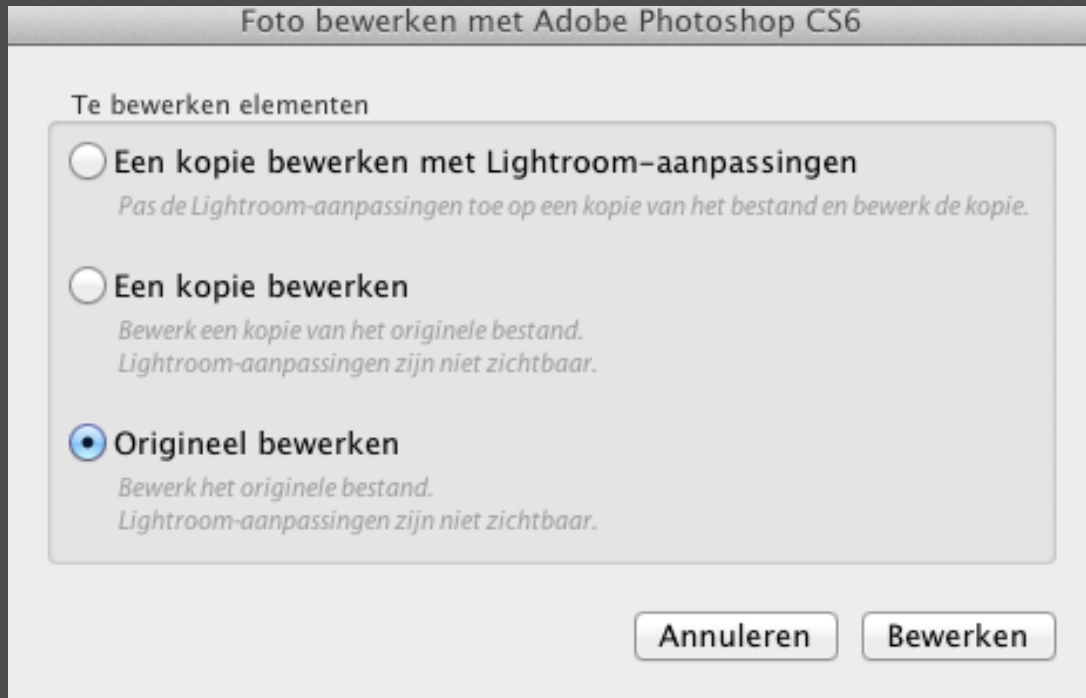 Foto bewerken met Adobe Photoshop CS6
Te bewerken elementen
Een kopie bewerken met Lightroom-aanpassingen
Pas de Lightroom-aanpassingen toe op een kopie van het bestand en bewerk de kopie.
Een kopie bewerken
Bewerk een kopie van het originele bestand.
Lightroom-aanpassingen zijn niet zichtbaar.
Origineel bewerken
Bewerk het originele bestand.
Lightroom-aanpassingen zijn niet zichtbaar.
Annuleren
Bewerken